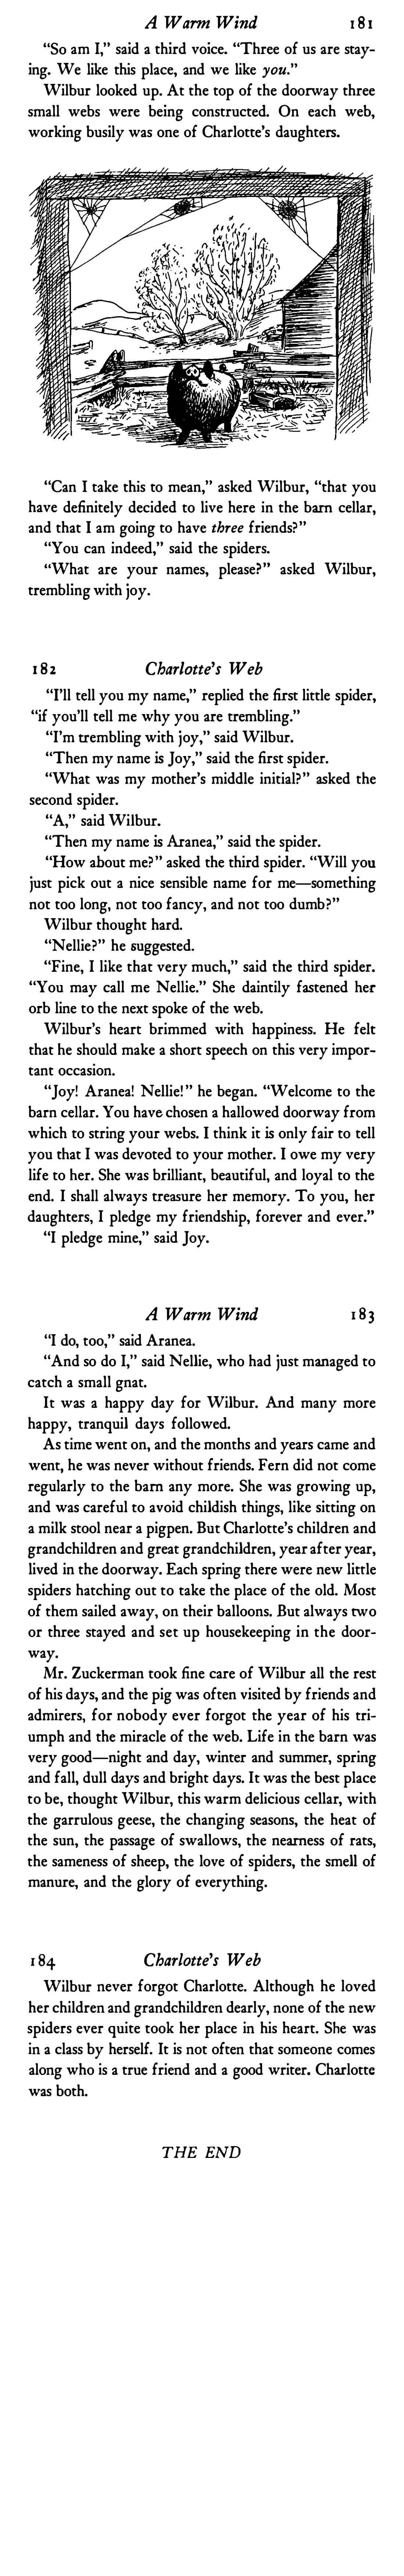 A Warm Wind 181
“So am I,” said a third voice. “Three of us are stay-
ing. We like this place, and we like you.”
Wilbur looked up. At the top of the doorway three
small webs were being constructed. On each web,
working busily was one of Charlotte’s daughters.
“Can I take this to mean,” asked Wilbur, “that you
have definitely decided to live here in the barn cellar,
and that I am going to have three friends?”
“You can indeed,” said the spiders.
“What are your names, please?” asked Wilbur,
trembling with joy.
182 Charlotte’s Web
“I’ll tell you my name,” replied the first little spider,
“if you’ll tell me why you are trembling.”
“I’m trembling with joy,” said Wilbur.
“Then my name is Joy,” said the first spider.
“What was my mother’s middle initial?” asked the
second spider.
“A,” said Wilbur.
“Then my name is Aranea,” said the spider.
“How about me?” asked the third spider. “Will you
just pick out a nice sensible name for me—something
not too long, not too fancy, and not too dumb?”
Wilbur thought hard.
“Nellie?” he suggested.
“Fine, I like that very much,” said the third spider.
“You may call me Nellie.” She daintily fastened her
orb line to the next spoke of the web.
Wilbur’s heart brimmed with happiness. He felt
that he should make a short speech on this very impor-
tant occasion.
“Joy! Aranea! Nellie!” he began. “Welcome to the
barn cellar. You have chosen a hallowed doorway from
which to string your webs. I think it is only fair to tell
you that I was devoted to your mother. I owe my very
life to her. She was brilliant, beautiful, and loyal to the
end. I shall always treasure her memory. To you, her
daughters, I pledge my friendship, forever and ever.”
“I pledge mine,” said Joy.
A Warm Wind 183
“I do, too,” said Aranea.
“And so do I,” said Nellie, who had just managed to
catch a small gnat.
It was a happy day for Wilbur. And many more
happy, tranquil days followed.
As time went on, and the months and years came and
went, he was never without friends. Fern did not come
regularly to the barn any more. She was growing up,
and was careful to avoid childish things, like sitting on
a milk stool near a pigpen. But Charlotte’s children and
grandchildren and great grandchildren, year after year,
lived in the doorway. Each spring there were new little
spiders hatching out to take the place of the old. Most
of them sailed away, on their balloons. But always two
or three stayed and set up housekeeping in the door-
way.
Mr. Zuckerman took fine care of Wilbur all the rest
of his days, and the pig was often visited by friends and
admirers, for nobody ever forgot the year of his tri-
umph and the miracle of the web. Life in the barn was
very good—night and day, winter and summer, spring
and fall, dull days and bright days. It was the best place
to be, thought Wilbur, this warm delicious cellar, with
the garrulous geese, the changing seasons, the heat of
the sun, the passage of swallows, the nearness of rats,
the sameness of sheep, the love of spiders, the smell of
manure, and the glory of everything.
184 Charlotte’s Web
Wilbur never forgot Charlotte. Although he loved
her children and grandchildren dearly, none of the new
spiders ever quite took her place in his heart. She was
in a class by herself. It is not often that someone comes
along who is a true friend and a good writer. Charlotte
was both.
THE END